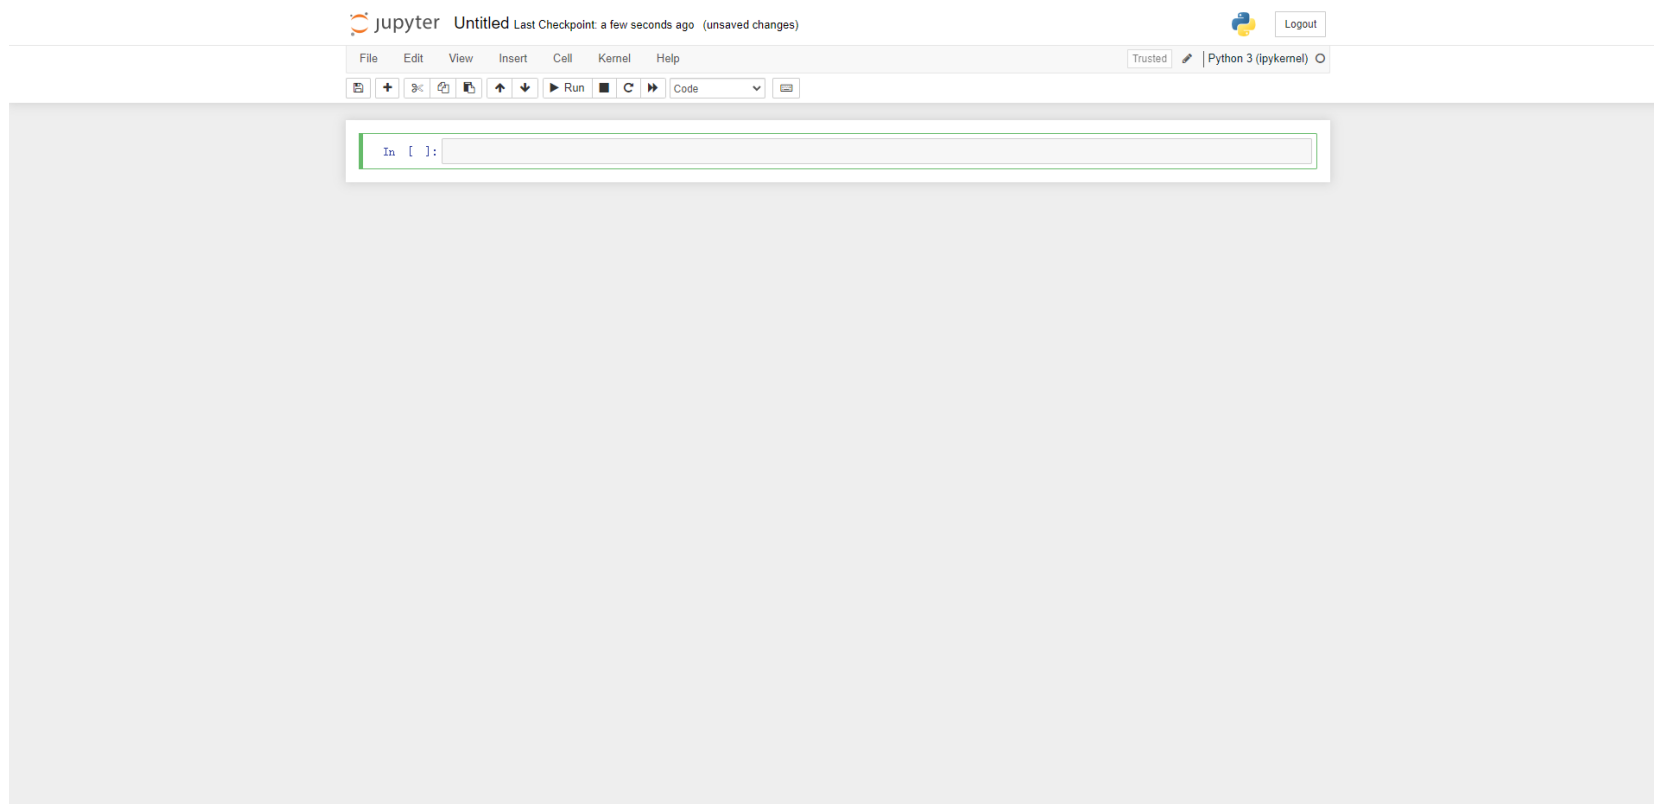 jupyter Untitled Last Checkpoint: a few seconds ago (unsaved changes) Logout
File Edit View Insert Cell Kernel Help Trusted Python 3 (ipykernel)
Run Code
In [ ]: